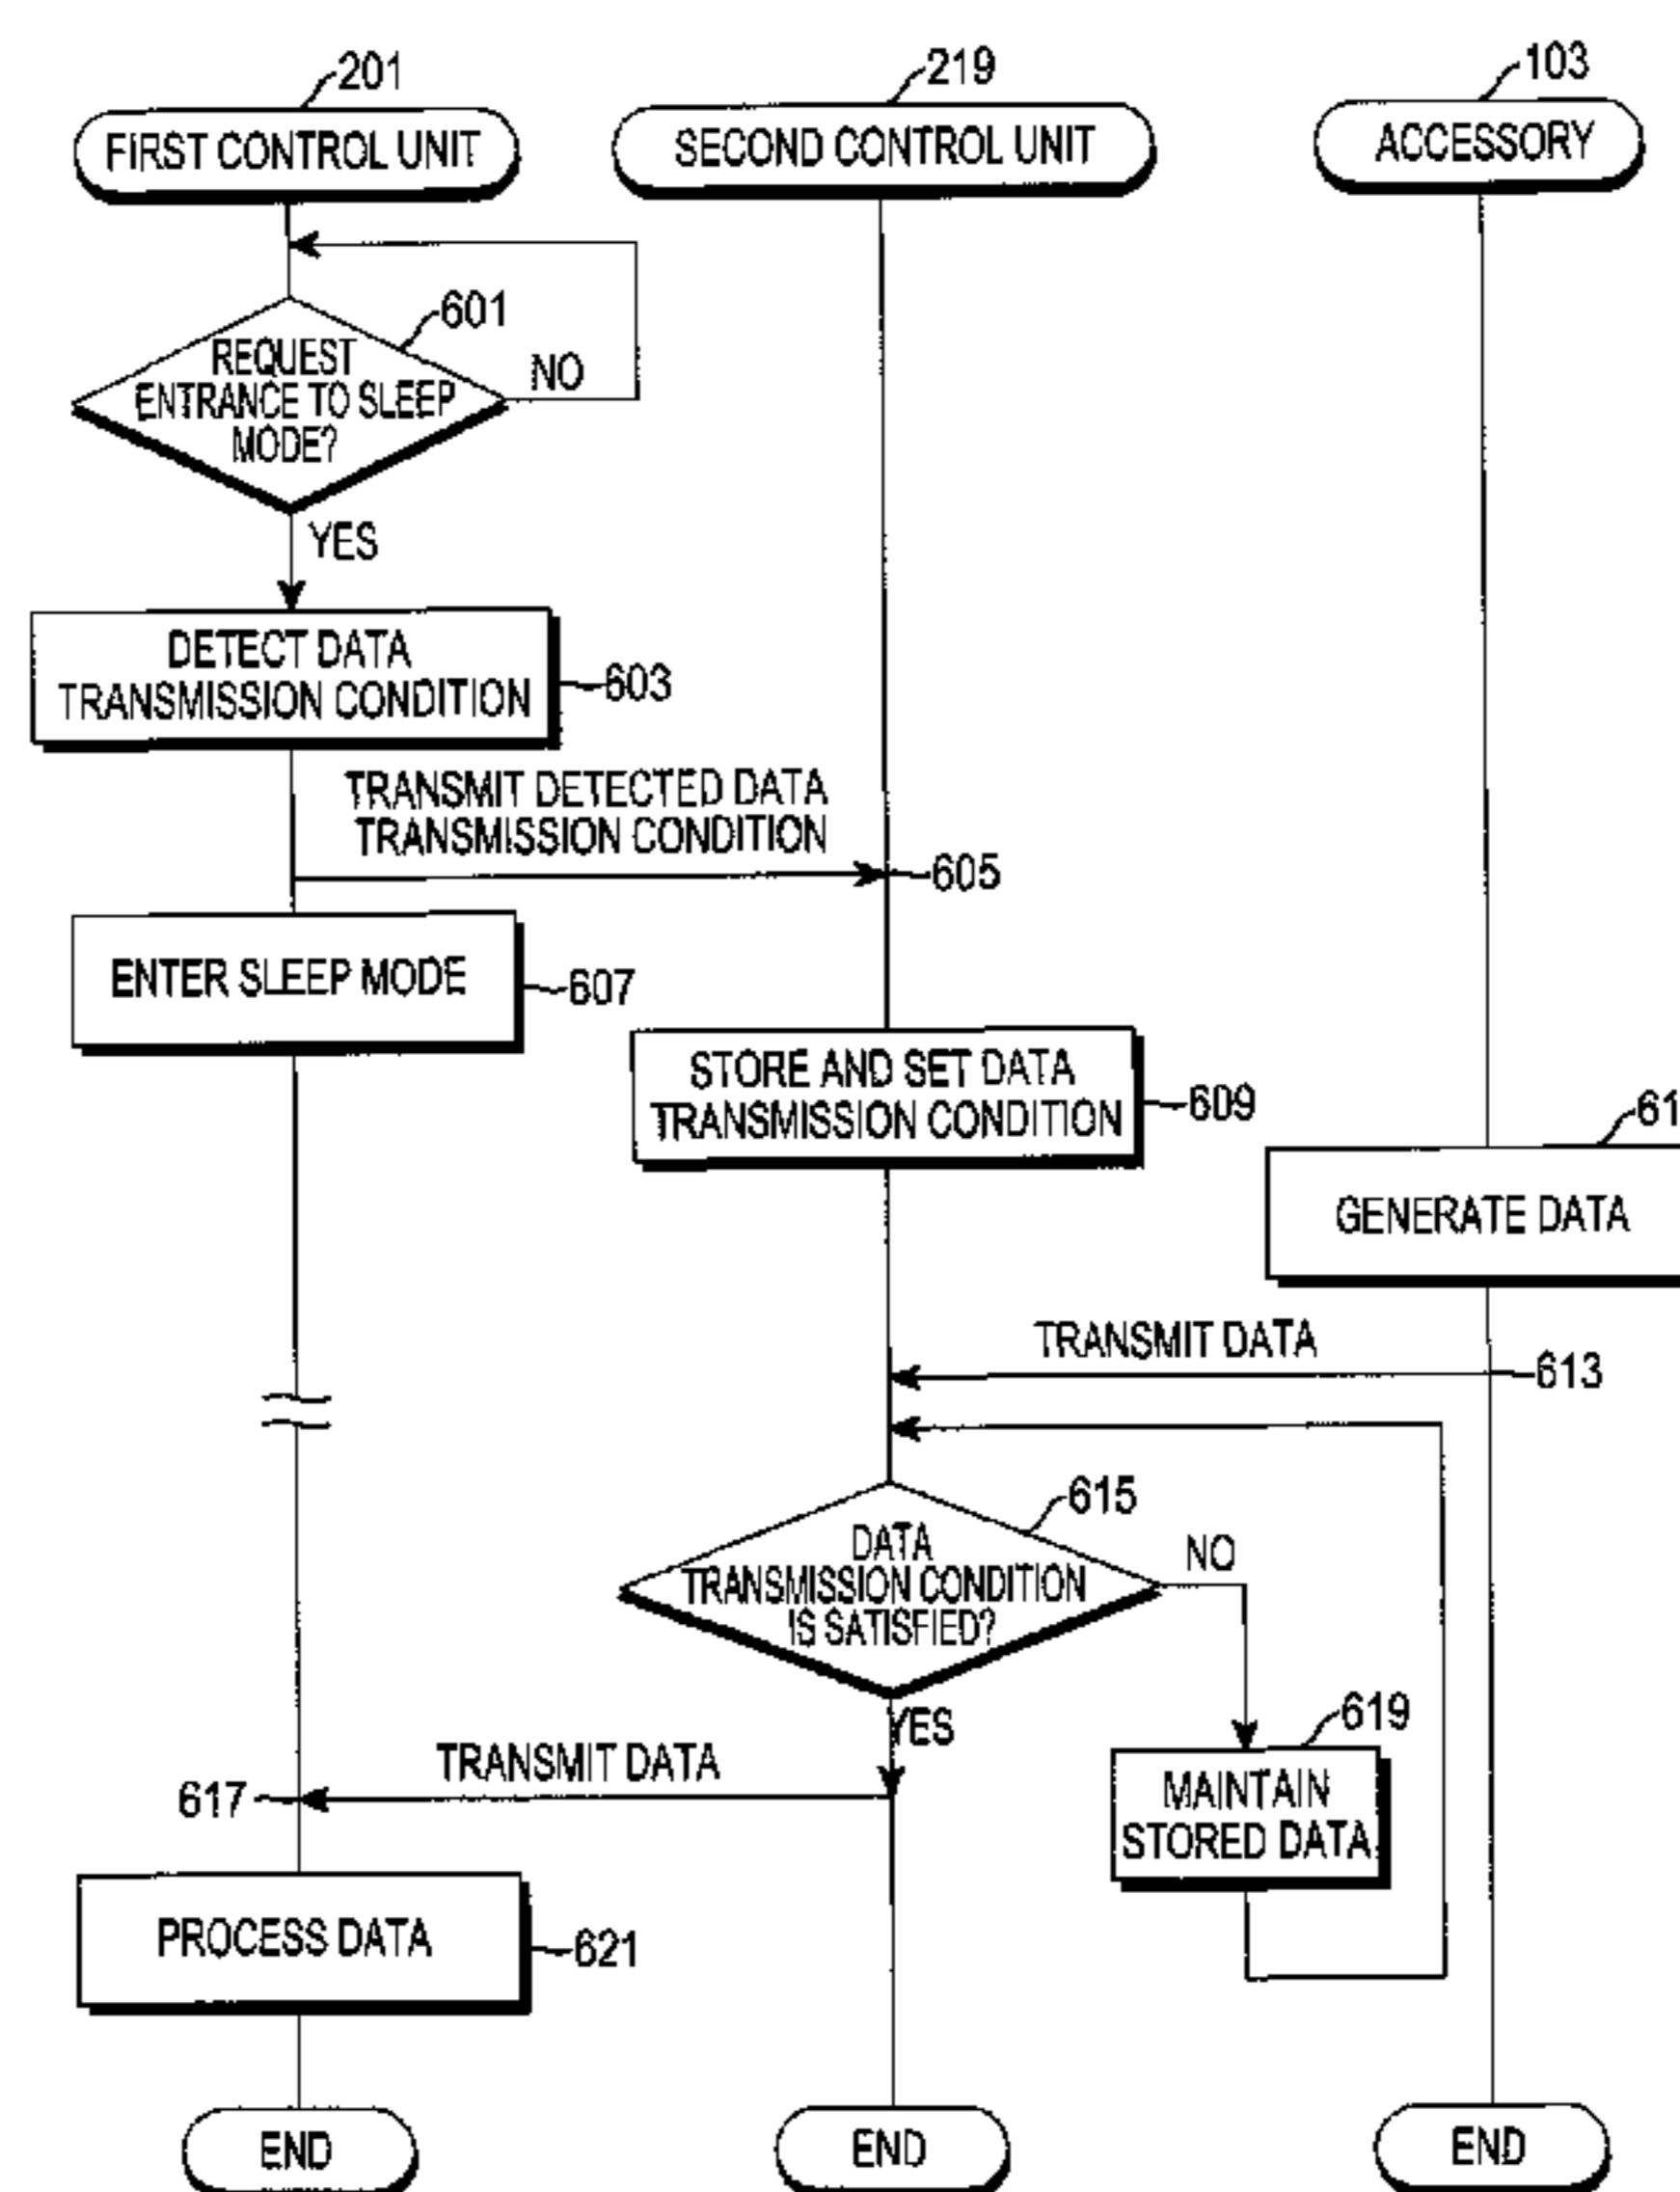 201
219
103
FIRST CONTROL UNIT
SECOND CONTROL UNIT
ACCESSORY
601
REQUEST
ENTRANCE TO SLEEP
MODE?
NO
YES
DETECT DATA
TRANSMISSION CONDITION
603
TRANSMIT DETECTED DATA
TRANSMISSION CONDITION
605
ENTER SLEEP MODE
607
STORE AND SET DATA
TRANSMISSION CONDITION
609
GENERATE DATA
TRANSMIT DATA
613
615
DATA
TRANSMISSION CONDITION
IS SATISFIED?
NO
YES
619
MAINTAIN
STORED DATA
TRANSMIT DATA
617
PROCESS DATA
621
END
END
END